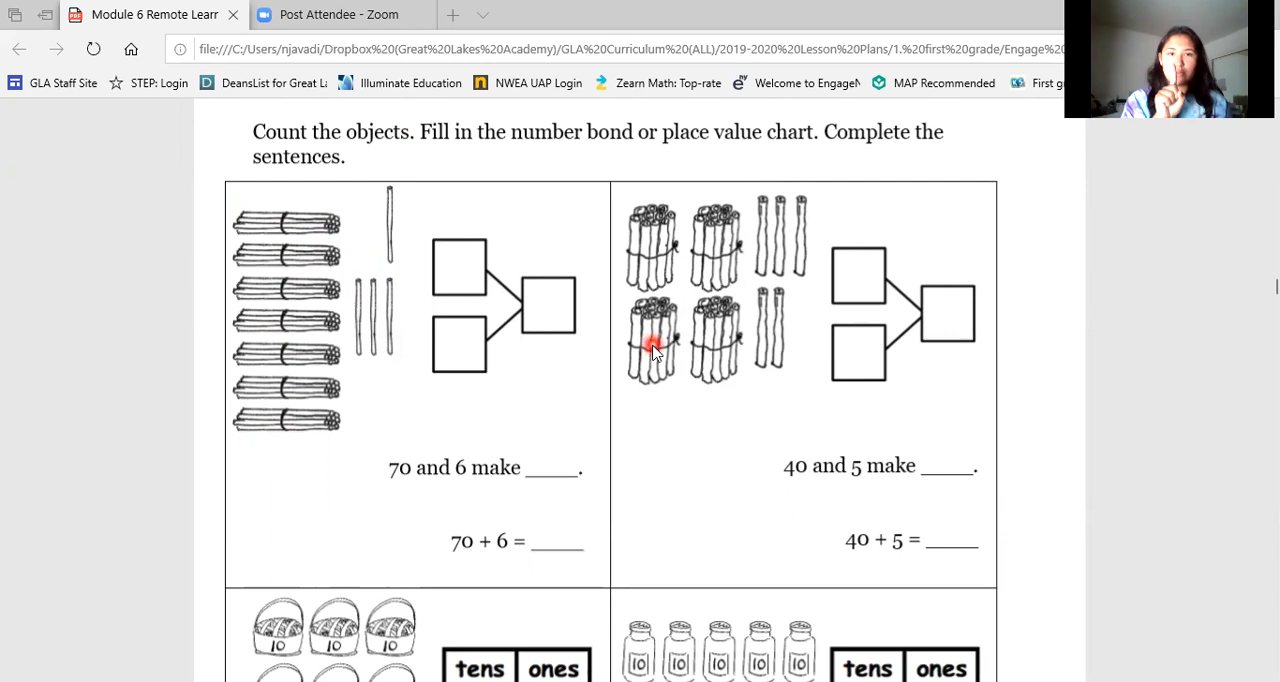 Module 6 Remote Learr
Post Attendee - Zoom
file:///C:/Users/njavadi/Dropbox%20(Great%20Lakes%20Academy)/GLA%20Curriculum%20(ALL)/2019-2020%20Lesson%20Plans/1.%20first%20grade/Engage%20
GLA Staff Site STEP: Login DeansList for Great L Illuminate Education NWEA UAP Login Zearn Math: Top-rate Welcome to EngageN MAP Recommended First g
Count the objects. Fill in the number bond or place value chart. Complete the
sentences.
70 and 6 make _____.
70 + 6 = _____
40 and 5 make _____.
40 + 5 = _____
10 10 10
tens ones
10 10 10 10 10
tens ones